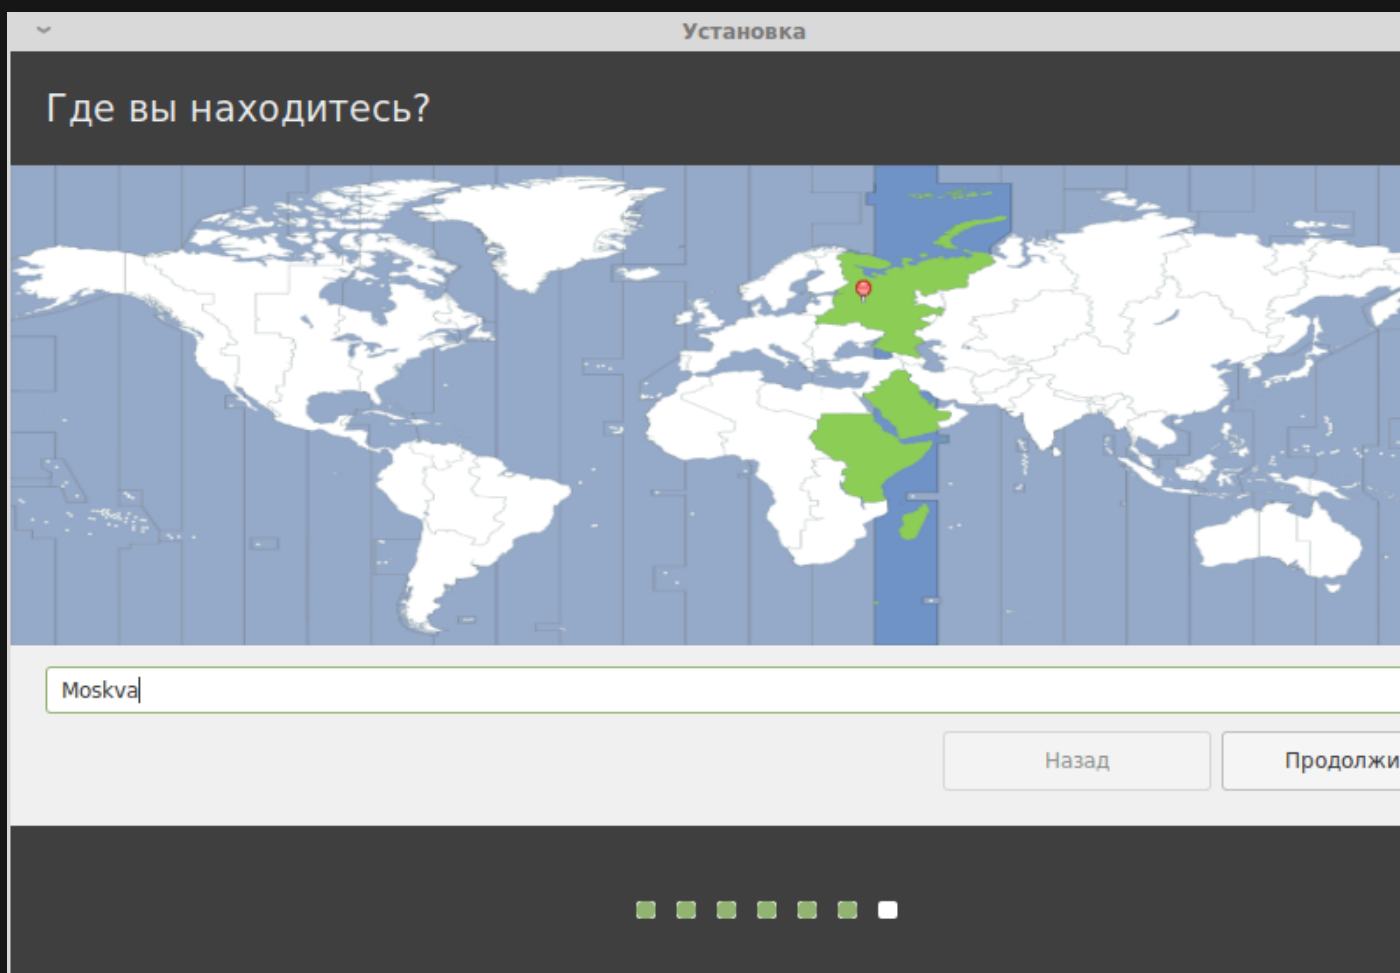 Установка
Где вы находитесь?
Moskva
Назад
Продолжи